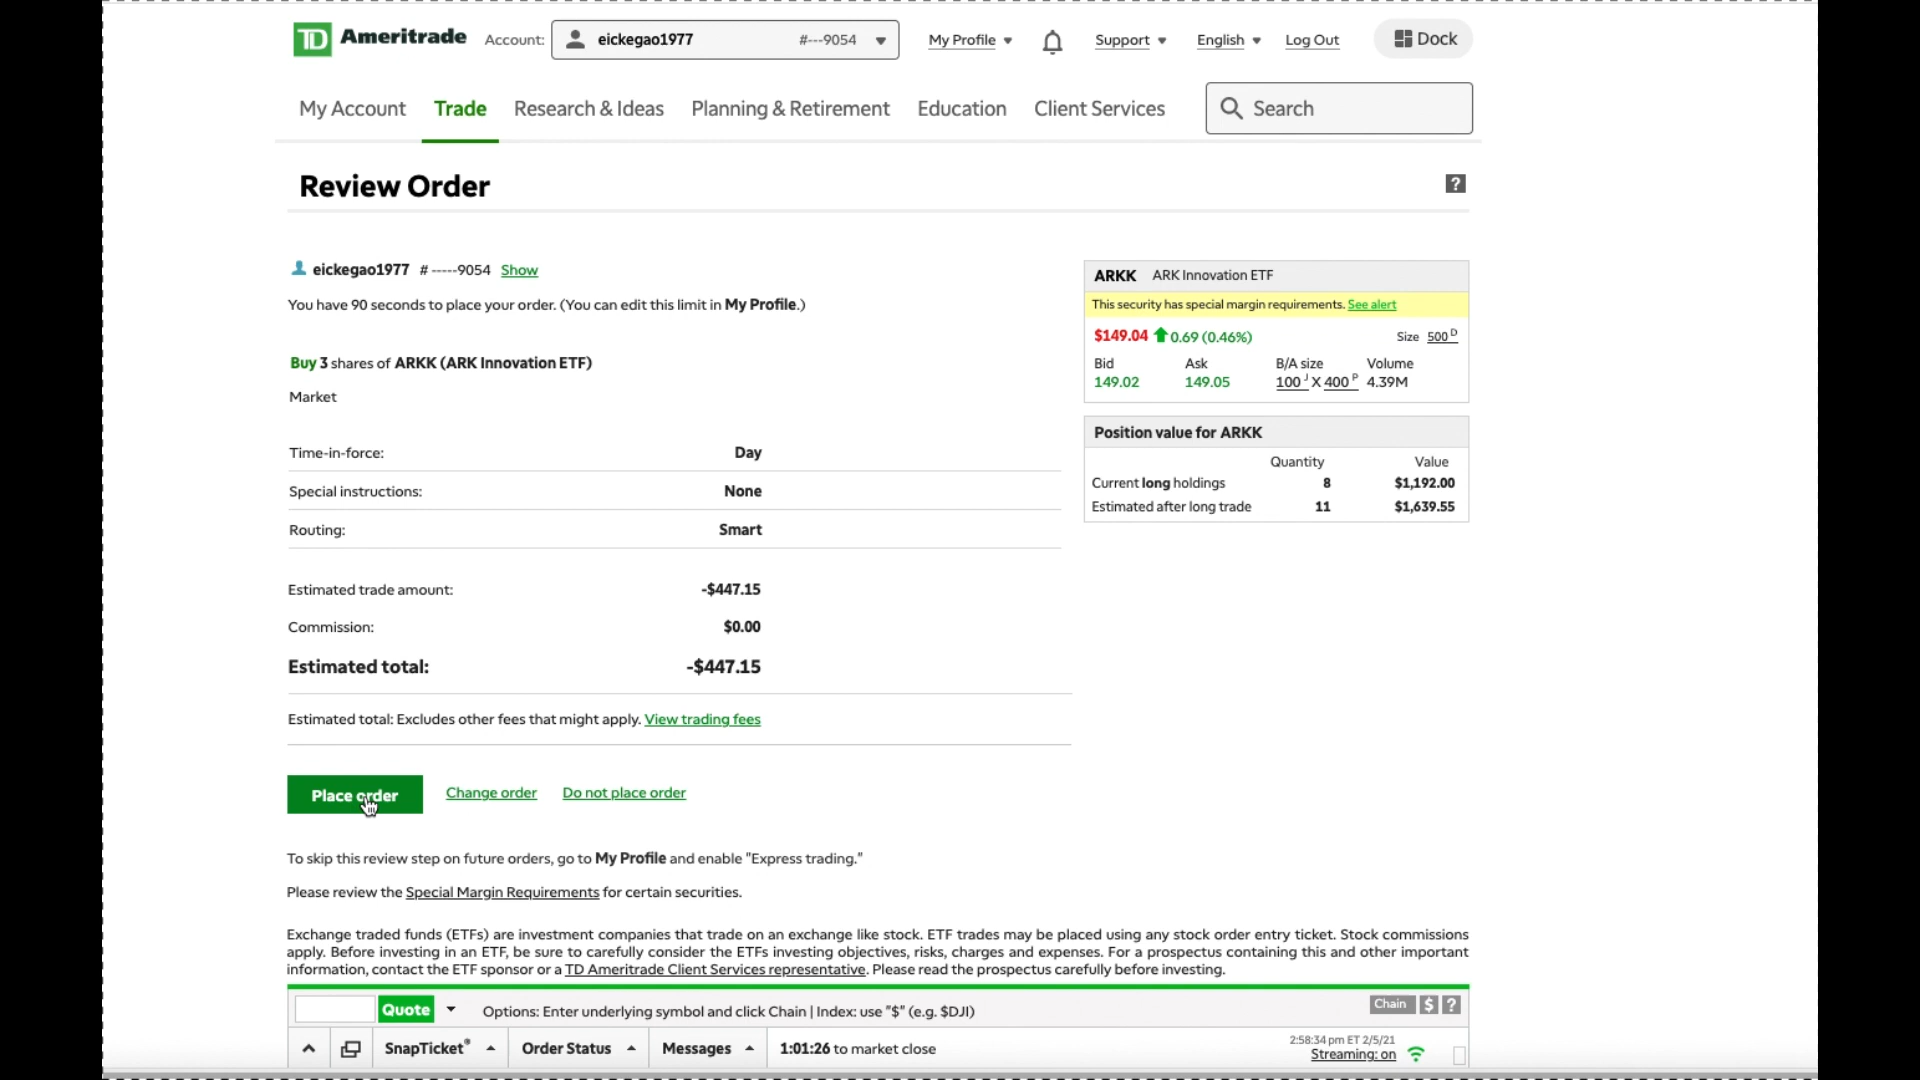 TD Ameritrade Account: eickegao1977 #---9054 My Profile Support English Log Out Dock
My Account Trade Research & Ideas Planning & Retirement Education Client Services Search
Review Order ?
eickegao1977 # -----9054 Show
You have 90 seconds to place your order. (You can edit this limit in My Profile.)
Buy 3 shares of ARKK (ARK Innovation ETF)
Market
Time-in-force: Day
Special instructions: None
Routing: Smart
Estimated trade amount: -$447.15
Commission: $0.00
Estimated total: -$447.15
Estimated total: Excludes other fees that might apply. View trading fees
Place order Change order Do not place order
To skip this review step on future orders, go to My Profile and enable "Express trading."
Please review the Special Margin Requirements for certain securities.
ARKK ARK Innovation ETF
This security has special margin requirements. See alert
$149.04 0.69 (0.46%) Size 500 D
Bid Ask B/A size Volume
149.02 149.05 100 J X 400 P 4.39M
Position value for ARKK
Quantity Value
Current long holdings 8 $1,192.00
Estimated after long trade 11 $1,639.55
Exchange traded funds (ETFs) are investment companies that trade on an exchange like stock. ETF trades may be placed using any stock order entry ticket. Stock commissions
apply. Before investing in an ETF, be sure to carefully consider the ETFs investing objectives, risks, charges and expenses. For a prospectus containing this and other important
information, contact the ETF sponsor or a TD Ameritrade Client Services representative. Please read the prospectus carefully before investing.
Quote Options: Enter underlying symbol and click Chain | Index: use "$" (e.g. $DJI) Chain $ ?
SnapTicket® Order Status Messages 1:01:26 to market close
2:58:34 pm ET 2/5/21
Streaming: on